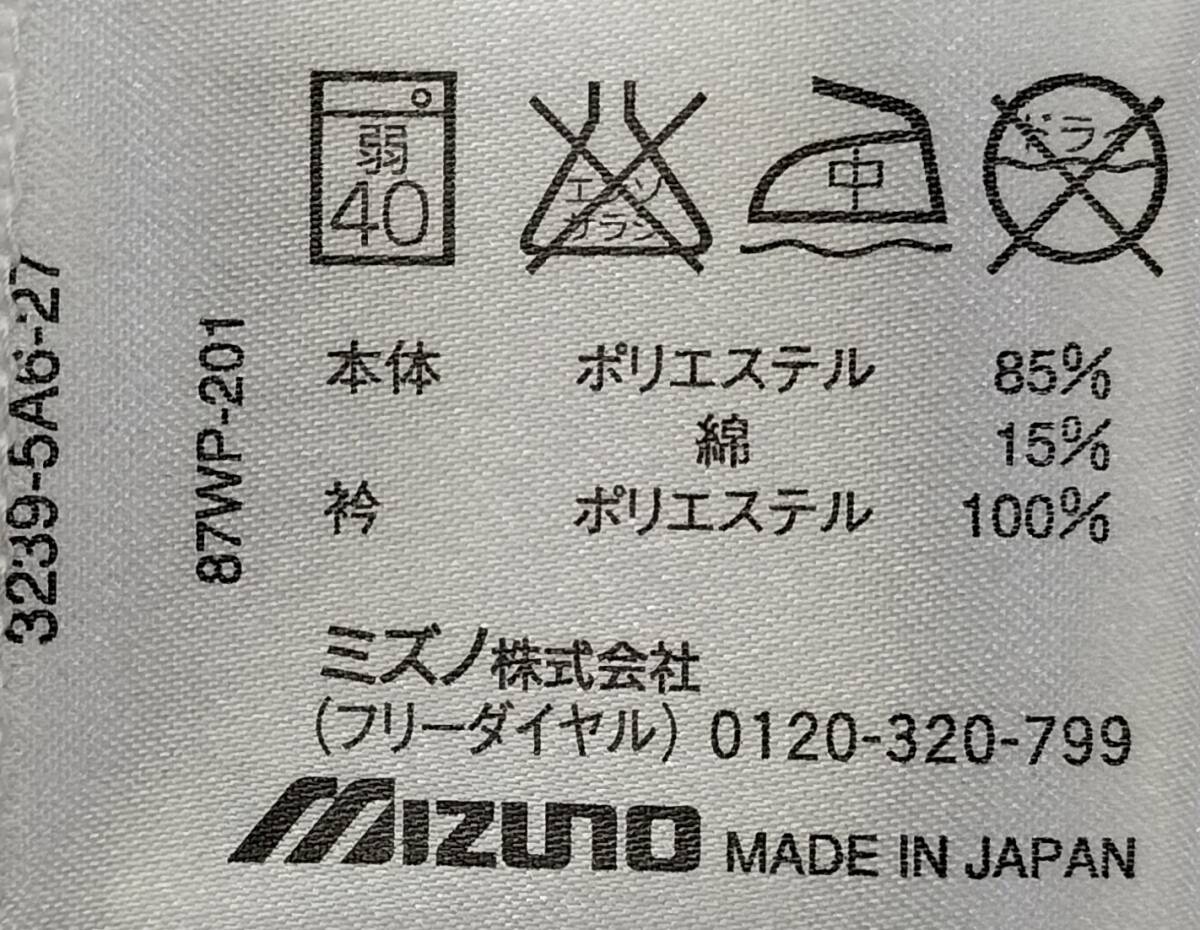 弱
40
エンソ
サラシ
中
ドライ
本体 ポリエステル 85%
綿 15%
衿 ポリエステル 100%
ミズノ株式会社
(フリーダイヤル) 0120-320-799
MIZUNO MADE IN JAPAN
87WP-201
3239-5A6-27